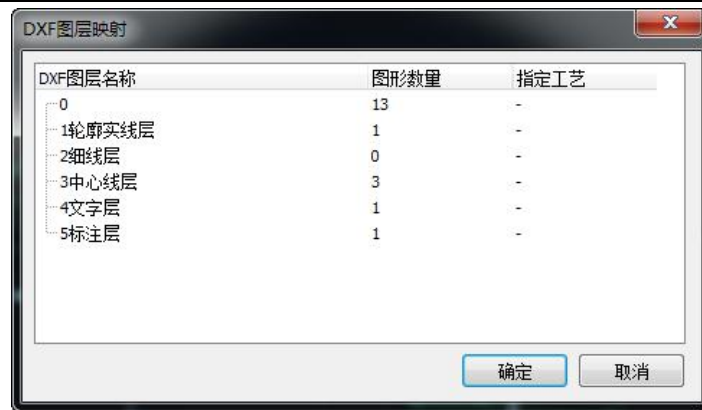 DXF图层映射
DXF图层名称 图形数量 指定工艺
0 13 -
1轮廓实线层 1 -
2细线层 0 -
3中心线层 3 -
4文字层 1 -
5标注层 1 -
确定 取消